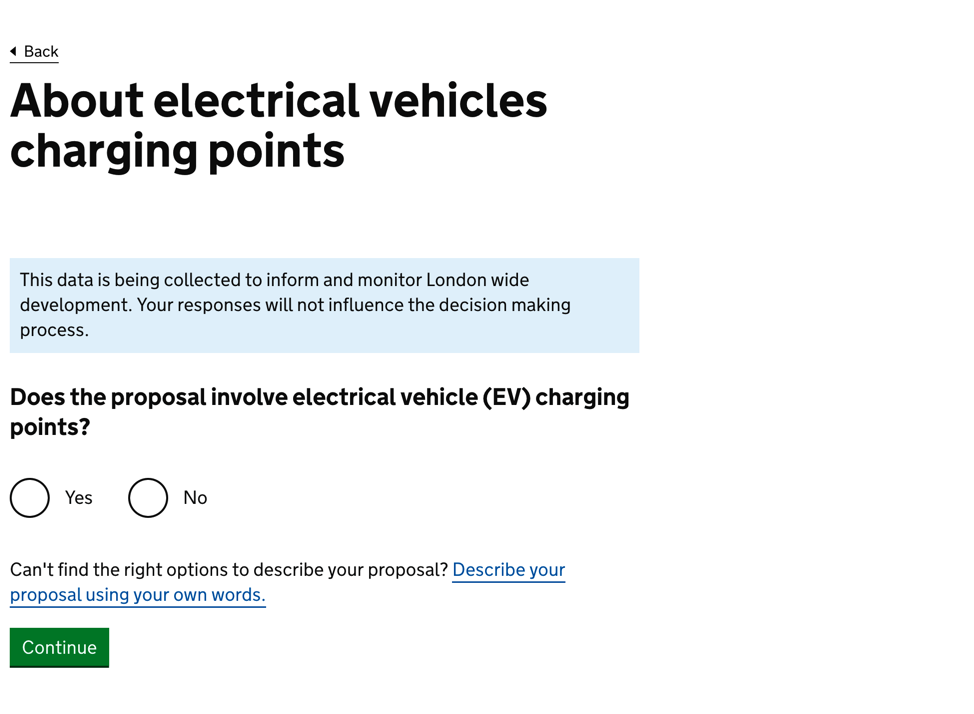 Back
About electrical vehicles
charging points
This data is being collected to inform and monitor London wide
development. Your responses will not influence the decision making
process.
Does the proposal involve electrical vehicle (EV) charging
points?
Yes No
Can't find the right options to describe your proposal? Describe your
proposal using your own words.
Continue